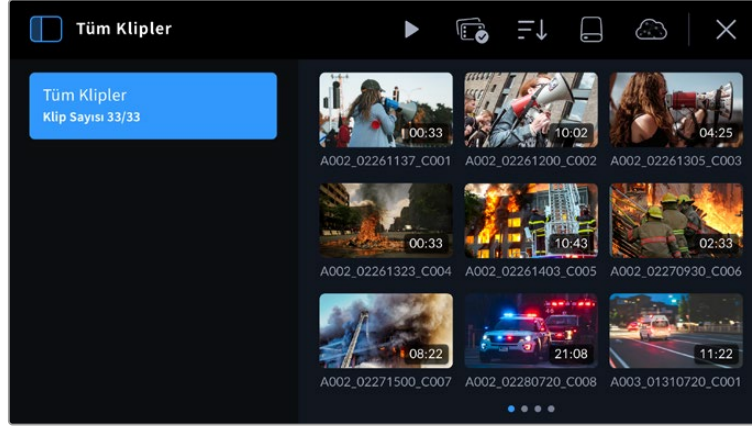 Tüm Klipler
Tüm Klipler
Klip Sayısı 33/33
00:33
10:02
04:25
A002_02261137_C001
A002_02261200_C002
A002_02261305_C003
00:33
10:43
02:33
A002_02261323_C004
A002_02261403_C005
A002_02270930_C006
08:22
21:08
11:22
A002_02271500_C007
A002_02280720_C008
A003_01310720_C001